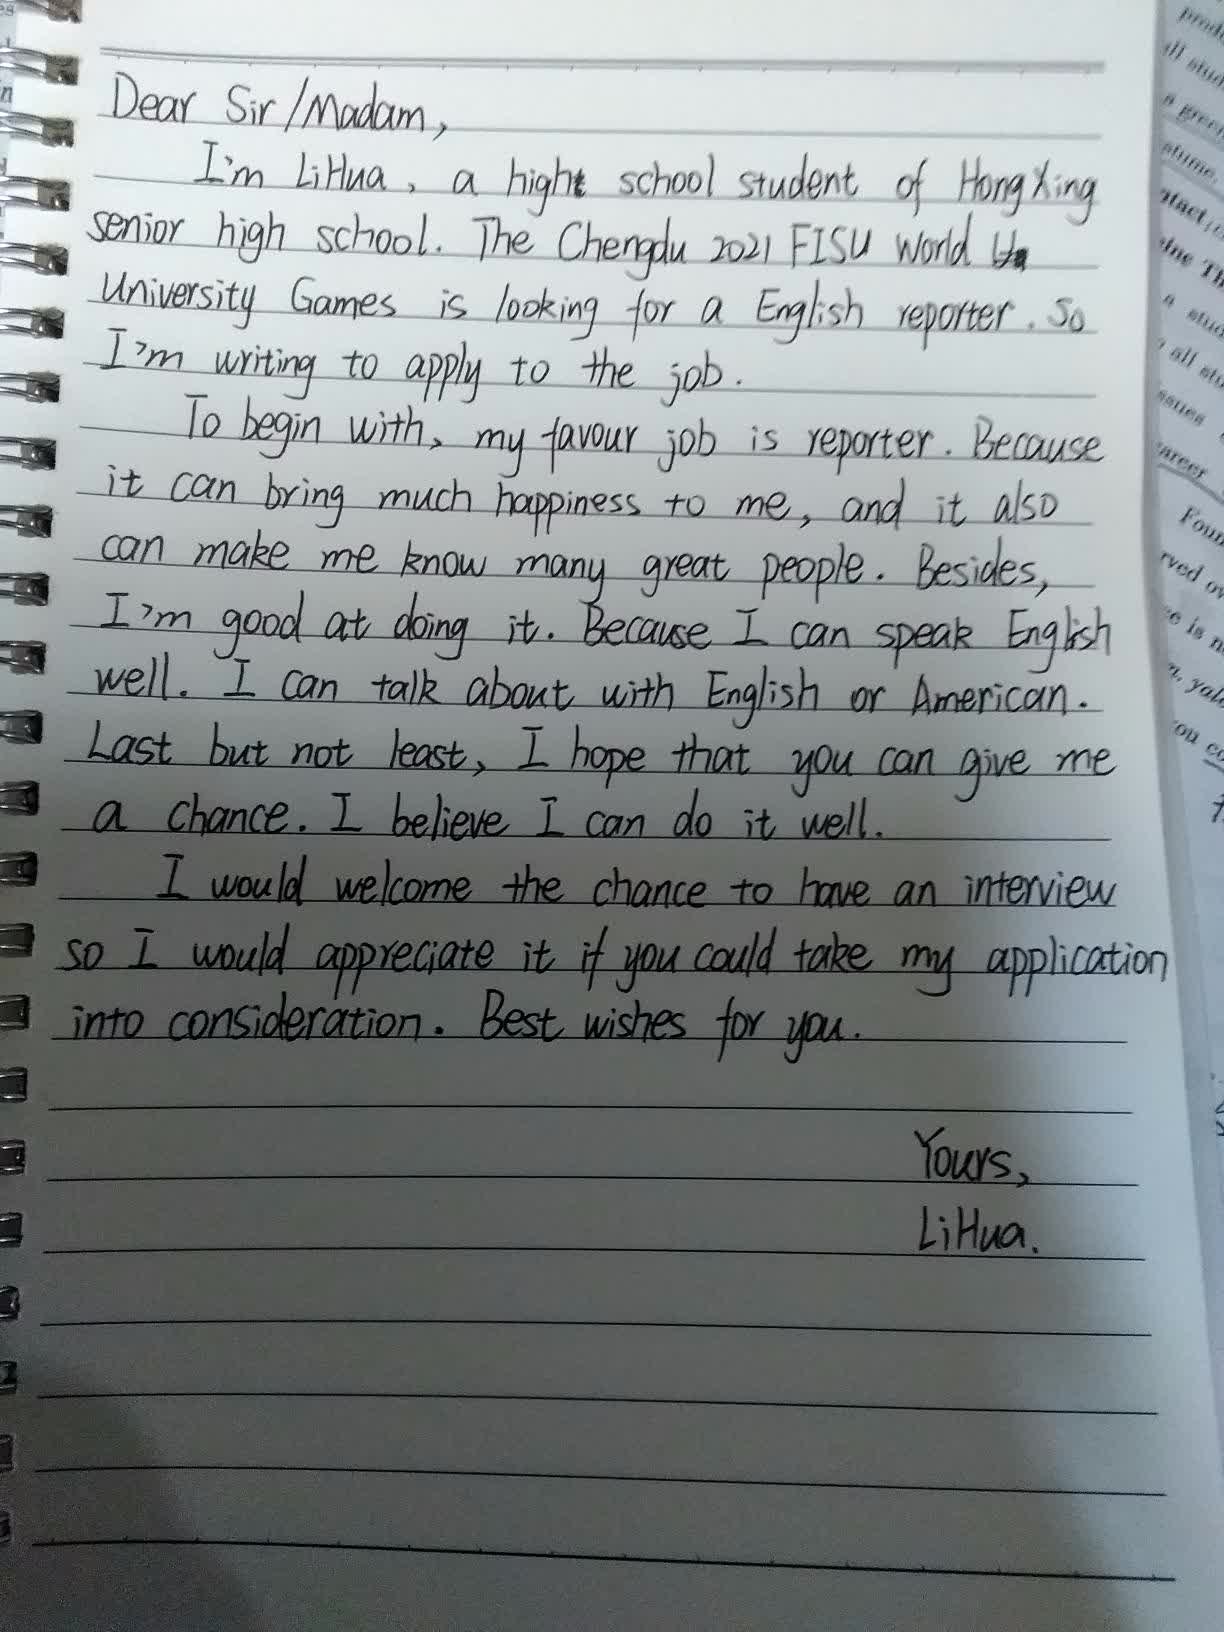 Dear Sir/Madam,
I'm LiHua, a high school student of HongXing
senior high school. The Chengdu 2021 FISU World
University Games is looking for a English reporter. So
I'm writing to apply to the job.
To begin with, my favour job is reporter. Because
it can bring much happiness to me, and it also
can make me know many great people. Besides,
I'm good at doing it. Because I can speak English
well. I can talk about with English or American.
Last but not least, I hope that you can give me
a chance. I believe I can do it well.
I would welcome the chance to have an interview
so I would appreciate it if you could take my application
into consideration. Best wishes for you.
Yours,
LiHua.